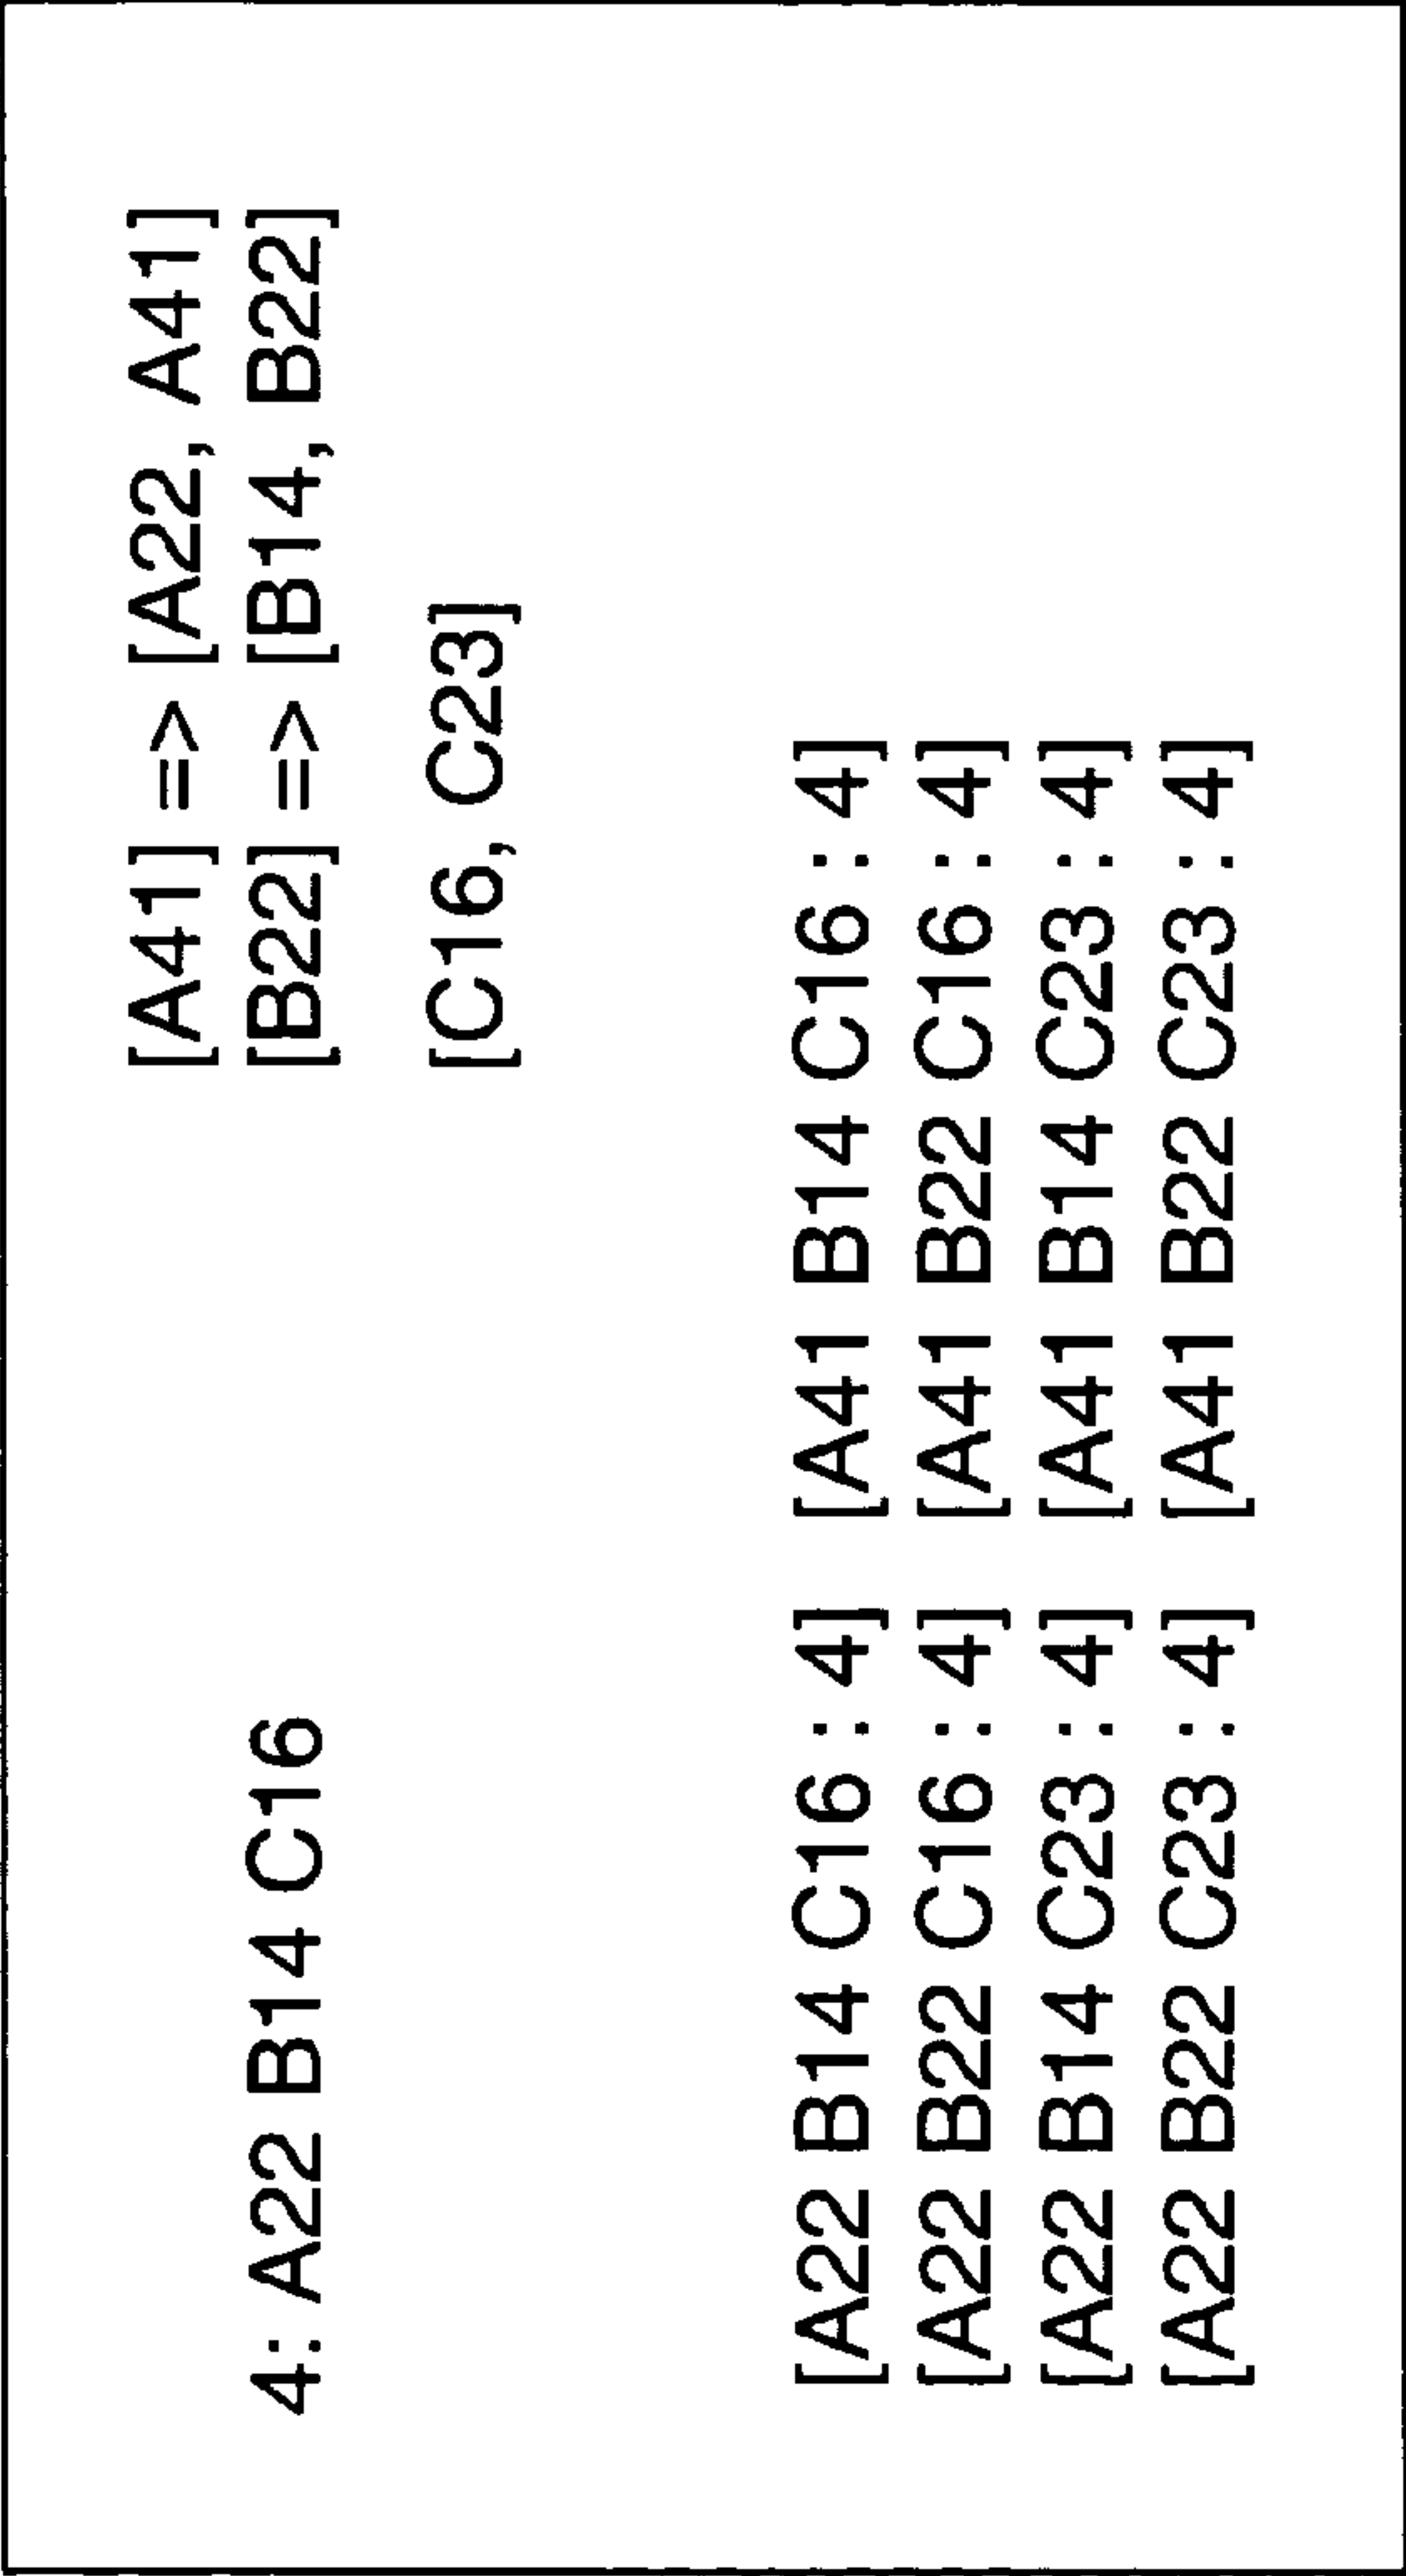 [A41] => [A22, A41]
4: A22 B14 C16 [B22] => [B14, B22]
[C16, C23]
[A22 B14 C16 : 4] [A41 B14 C16 : 4]
[A22 B22 C16 : 4] [A41 B22 C16 : 4]
[A22 B14 C23 : 4] [A41 B14 C23 : 4]
[A22 B22 C23 : 4] [A41 B22 C23 : 4]